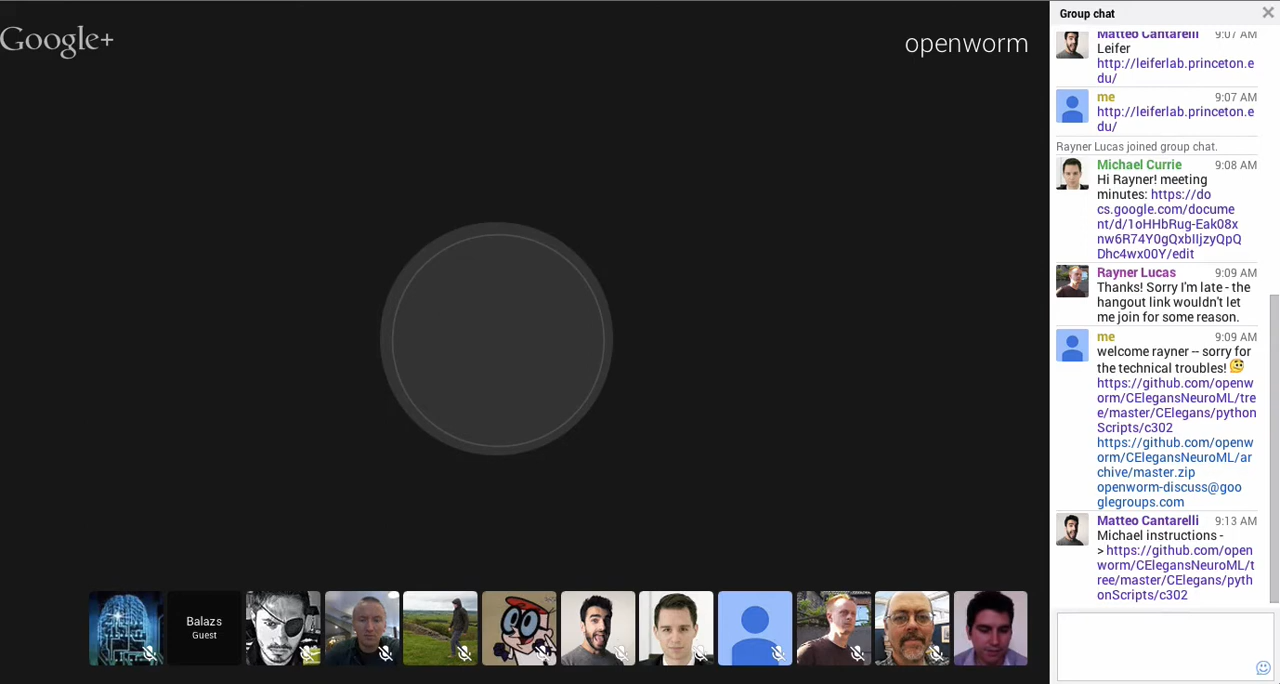 Google+
openworm
Group chat
Matteo Cantarelli 9:07 AM
Leifer
http://leiferlab.princeton.e
du/
me 9:07 AM
http://leiferlab.princeton.e
du/
Rayner Lucas joined group chat.
Michael Currie 9:08 AM
Hi Rayner! meeting
minutes: https://do
cs.google.com/docume
nt/d/1oHHbRug-Eak08x
nw6R74Y0gQxbIIjzyQpQ
Dhc4wx00Y/edit
Rayner Lucas 9:09 AM
Thanks! Sorry I'm late - the
hangout link wouldn't let
me join for some reason.
me 9:09 AM
welcome rayner -- sorry for
the technical troubles!
https://github.com/openw
orm/CElegansNeuroML/tre
e/master/CElegans/python
Scripts/c302
https://github.com/openw
orm/CElegansNeuroML/ar
chive/master.zip
openworm-discuss@goo
glegroups.com
Matteo Cantarelli 9:13 AM
Michael instructions -
> https://github.com/open
worm/CElegansNeuroML/t
ree/master/CElegans/pyth
onScripts/c302
Balazs
Guest